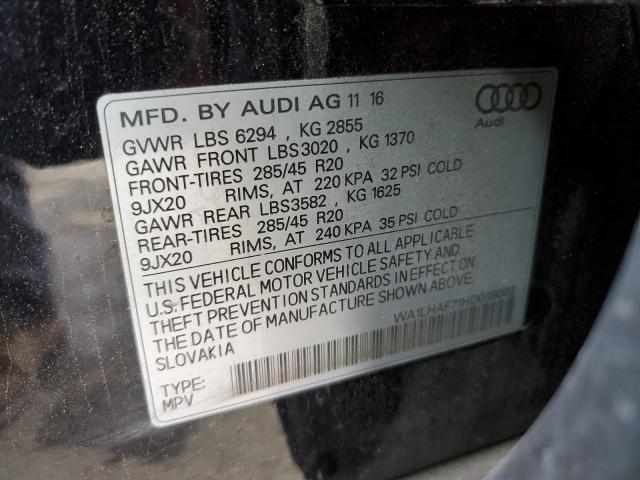 MFD. BY AUDI AG 11 16
Audi
GVWR LBS 6294 , KG 2855
GAWR FRONT LBS3020 , KG 1370
FRONT-TIRES 285/45 R20
9JX20 RIMS, AT 220 KPA 32 PSI COLD
GAWR REAR LBS3582 , KG 1625
REAR-TIRES 285/45 R20
9JX20 RIMS, AT 240 KPA 35 PSI COLD
THIS VEHICLE CONFORMS TO ALL APPLICABLE
U.S. FEDERAL MOTOR VEHICLE SAFETY AND
THEFT PREVENTION STANDARDS IN EFFECT ON
THE DATE OF MANUFACTURE SHOWN ABOVE
SLOVAKIA
WA1LHAF71HD039002
TYPE:
MPV